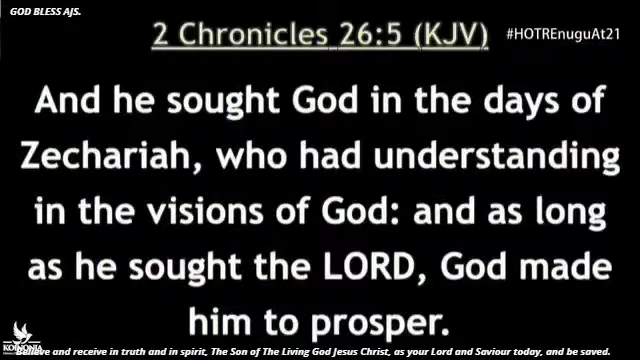 GOD BLESS AJS.
2 Chronicles 26:5 (KJV)
#HOTREnuguAt21
And he sought God in the days of
Zechariah, who had understanding
in the visions of God: and as long
as he sought the LORD, God made
him to prosper.
KOINONIA
Believe and receive in truth and in spirit, The Son of The Living God Jesus Christ, as your Lord and Saviour today, and be saved.